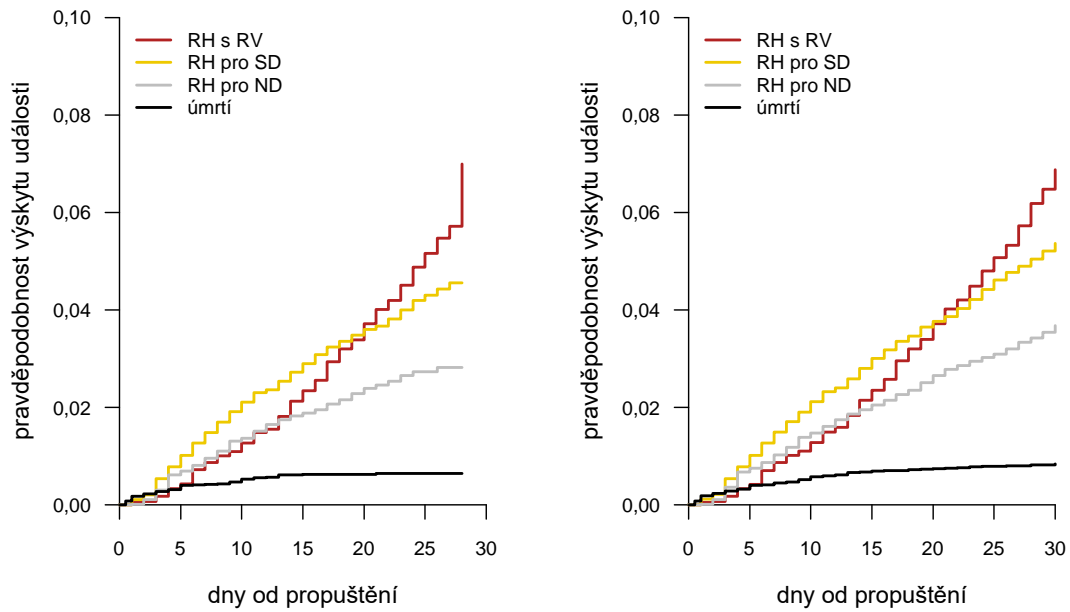 pravděpodobnost výskytu události
0,10
0,08
0,06
0,04
0,02
0,00
RH s RV
RH pro SD
RH pro ND
úmrtí
0 5 10 15 20 25 30
dny od propuštění
pravděpodobnost výskytu události
0,10
0,08
0,06
0,04
0,02
0,00
RH s RV
RH pro SD
RH pro ND
úmrtí
0 5 10 15 20 25 30
dny od propuštění